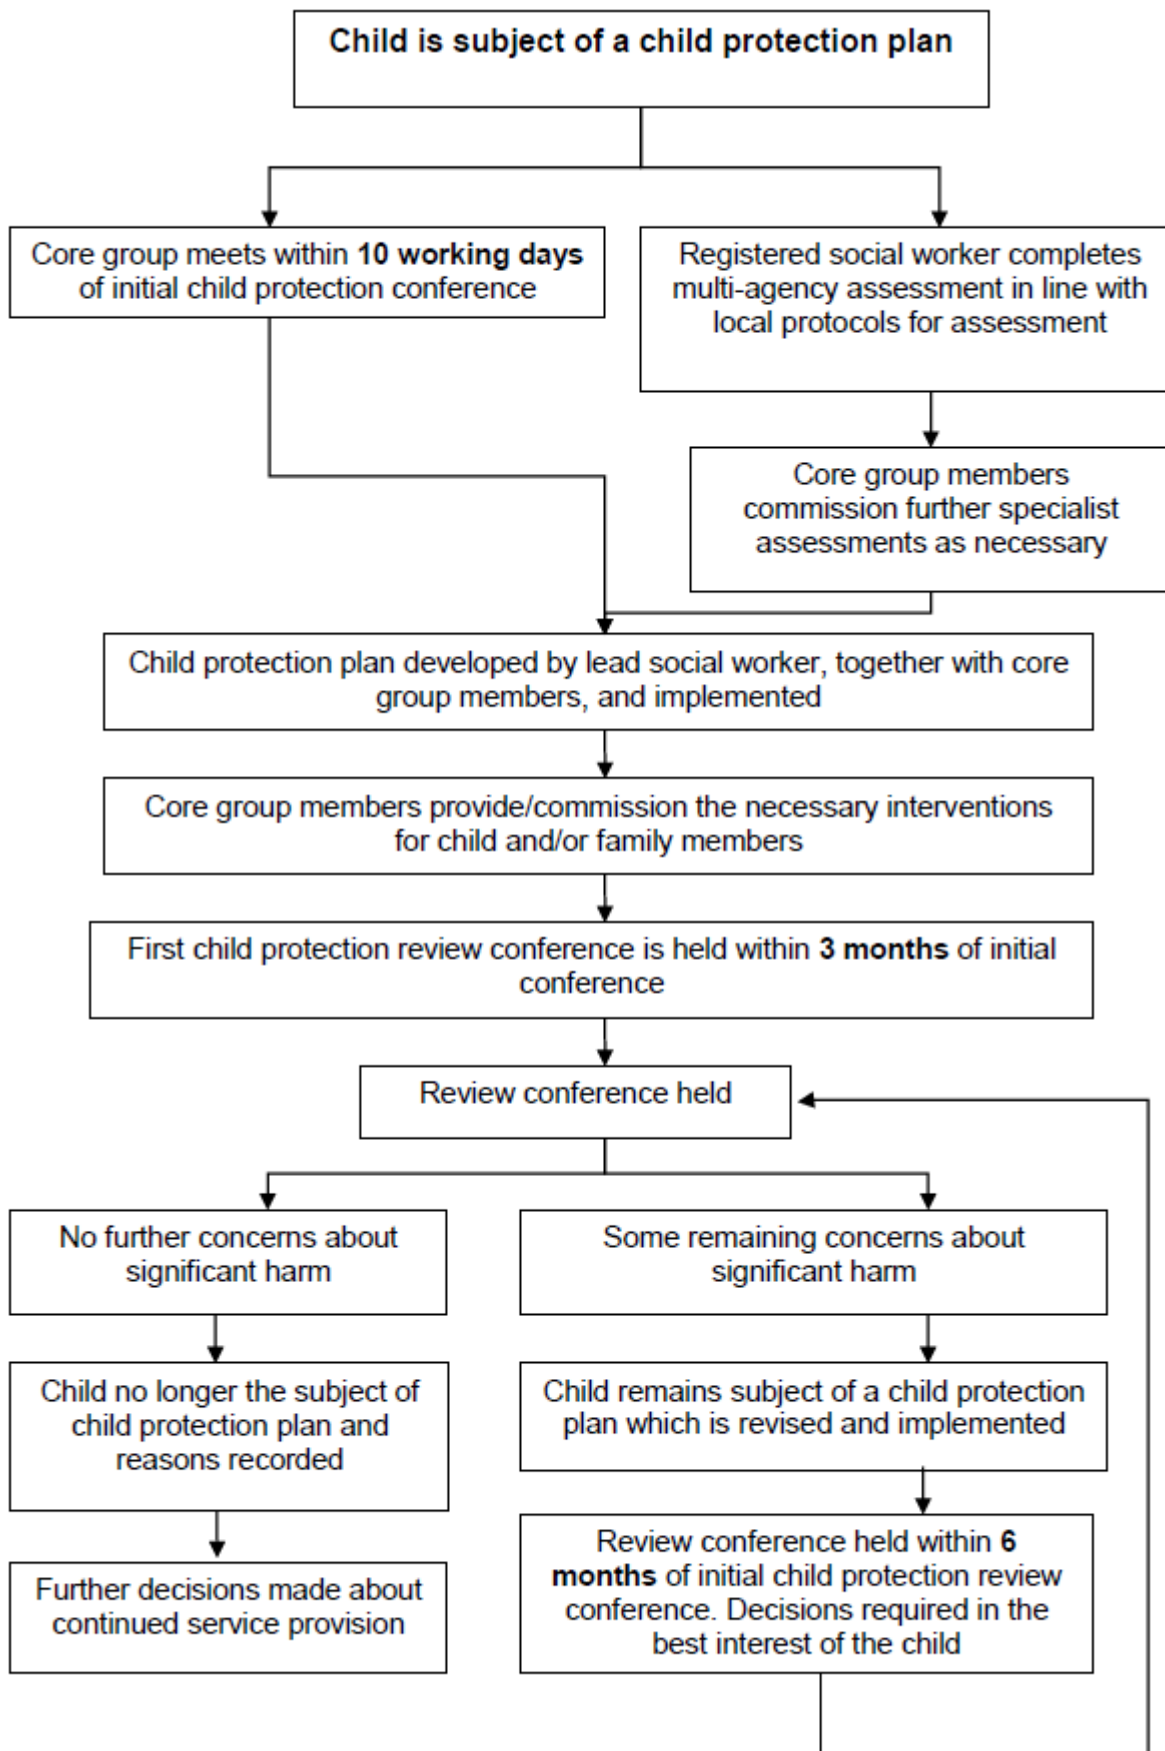 Child is subject of a child protection plan
Core group meets within 10 working days
of initial child protection conference
Registered social worker completes
multi-agency assessment in line with
local protocols for assessment
Core group members
commission further specialist
assessments as necessary
Child protection plan developed by lead social worker, together with core
group members, and implemented
Core group members provide/commission the necessary interventions
for child and/or family members
First child protection review conference is held within 3 months of initial
conference
Review conference held
No further concerns about
significant harm
Some remaining concerns about
significant harm
Child no longer the subject of
child protection plan and
reasons recorded
Child remains subject of a child protection
plan which is revised and implemented
Further decisions made about
continued service provision
Review conference held within 6
months of initial child protection review
conference. Decisions required in the
best interest of the child